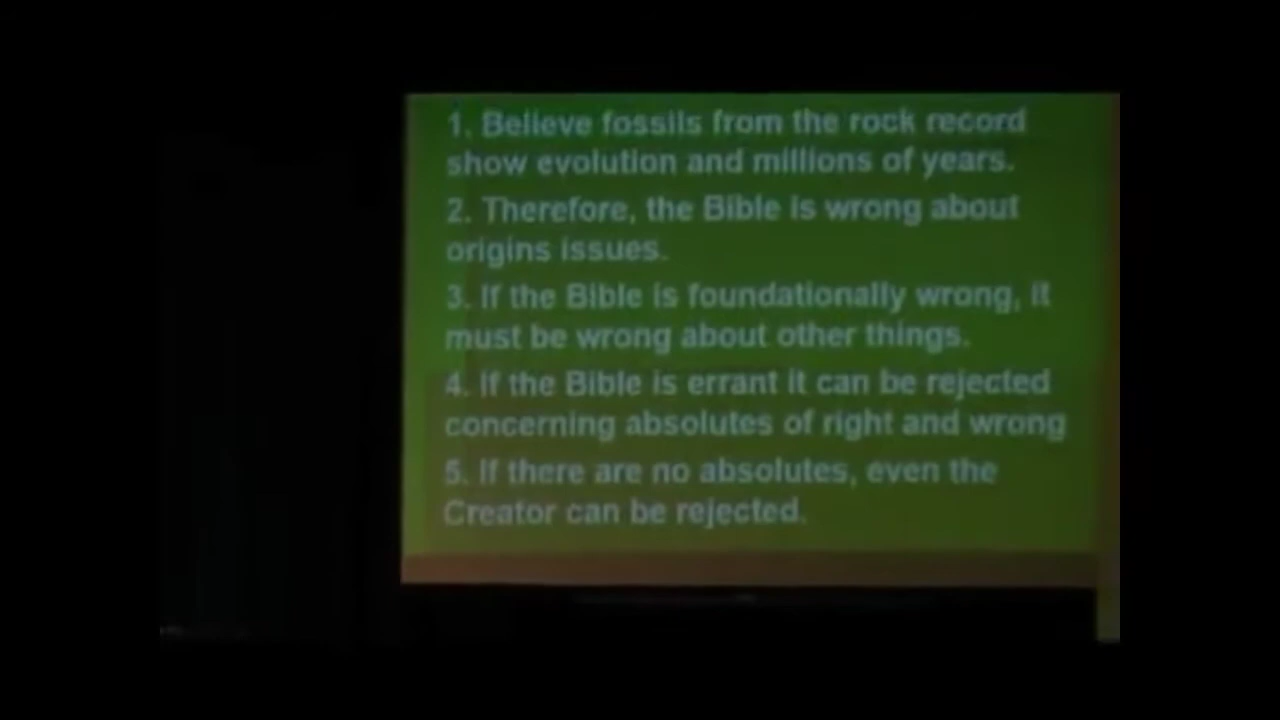 1. Believe fossils from the rock record
show evolution and millions of years.
2. Therefore, the Bible is wrong about
origins issues.
3. If the Bible is foundationally wrong, it
must be wrong about other things.
4. If the Bible is errant it can be rejected
concerning absolutes of right and wrong
5. If there are no absolutes, even the
Creator can be rejected.